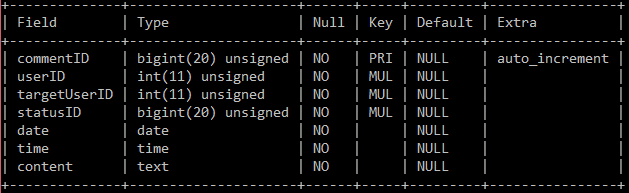 +--------------+---------------------+------+-----+---------+----------------+
| Field        | Type                | Null | Key | Default | Extra          |
+--------------+---------------------+------+-----+---------+----------------+
| commentID    | bigint(20) unsigned | NO   | PRI | NULL    | auto_increment |
| userID       | int(11) unsigned    | NO   | MUL | NULL    |                |
| targetUserID | int(11) unsigned    | NO   | MUL | NULL    |                |
| statusID     | bigint(20) unsigned | NO   | MUL | NULL    |                |
| date         | date                | NO   |     | NULL    |                |
| time         | time                | NO   |     | NULL    |                |
| content      | text                | NO   |     | NULL    |                |
+--------------+---------------------+------+-----+---------+----------------+